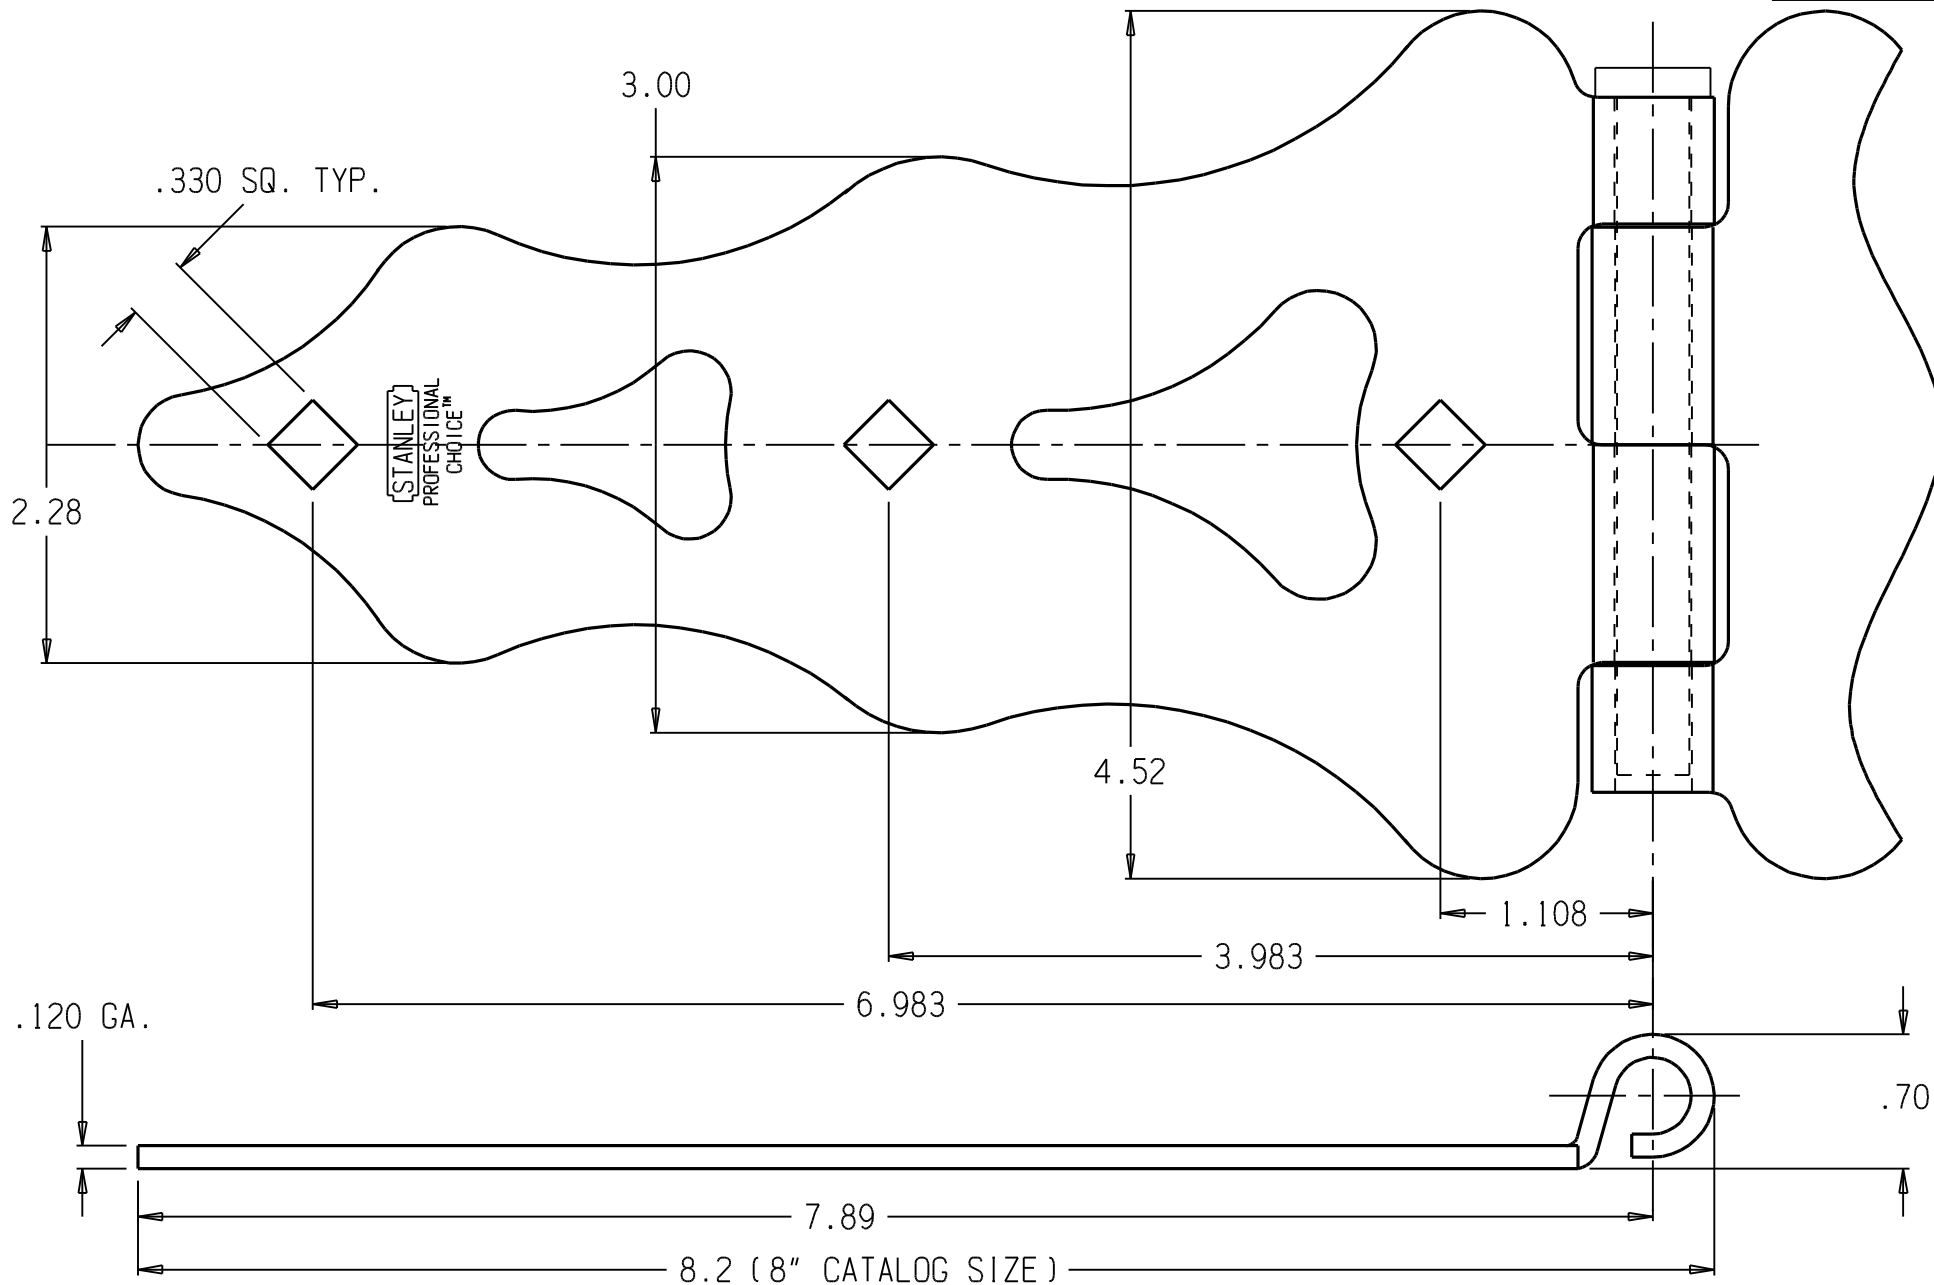 3.00
.330 SQ. TYP.
STANLEY
PROFESSIONAL
CHOICE™
2.28
4.52
1.108
3.983
6.983
.120 GA.
.70
7.89
8.2 (8" CATALOG SIZE)